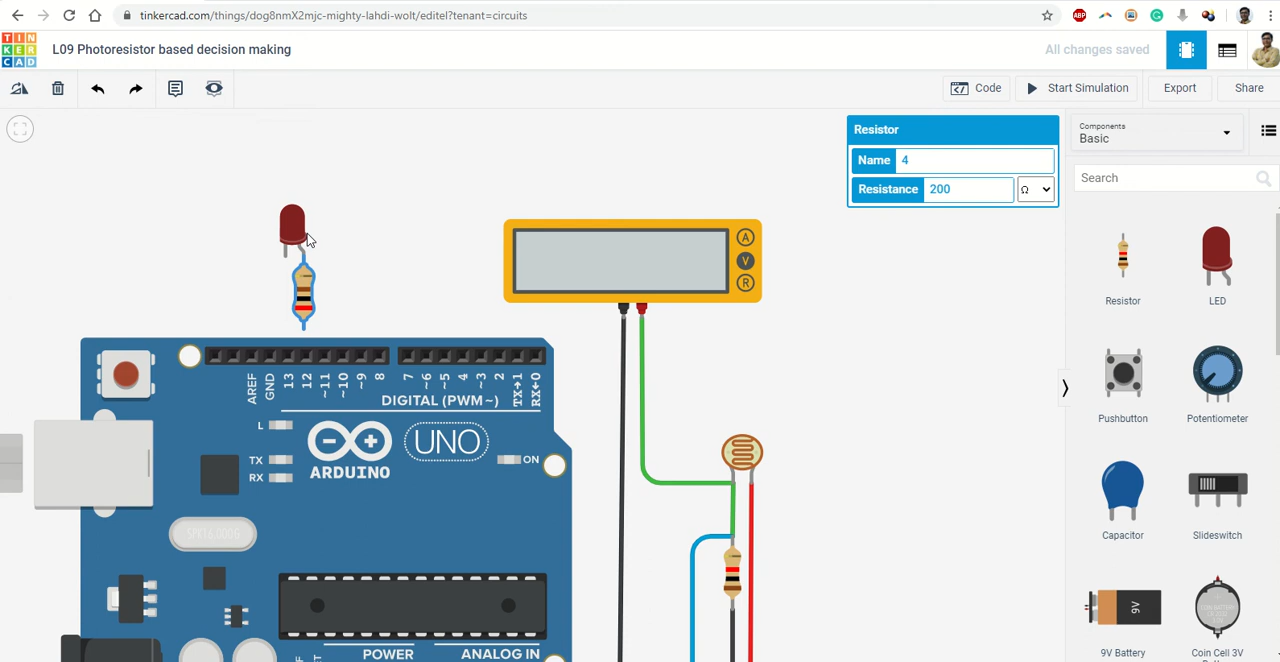 tinkercad.com/things/dog8nmX2mjc-mighty-lahdi-wolt/editel?tenant=circuits
ABP
TIN
KER
CAD
L09 Photoresistor based decision making
All changes saved
Code
Start Simulation
Export
Share
Resistor
Name 4
Resistance 200 Ω
Components
Basic
Search
A
V
R
Resistor
LED
Pushbutton
Potentiometer
Capacitor
Slideswitch
9V
9V Battery
Coin Cell 3V
AREF
GND
13
12
~11
~10
~9
8
7
~6
~5
4
~3
2
TX→1
RX←0
DIGITAL (PWM~)
L
TX
RX
UNO
ARDUINO
ON
POWER
ANALOG IN